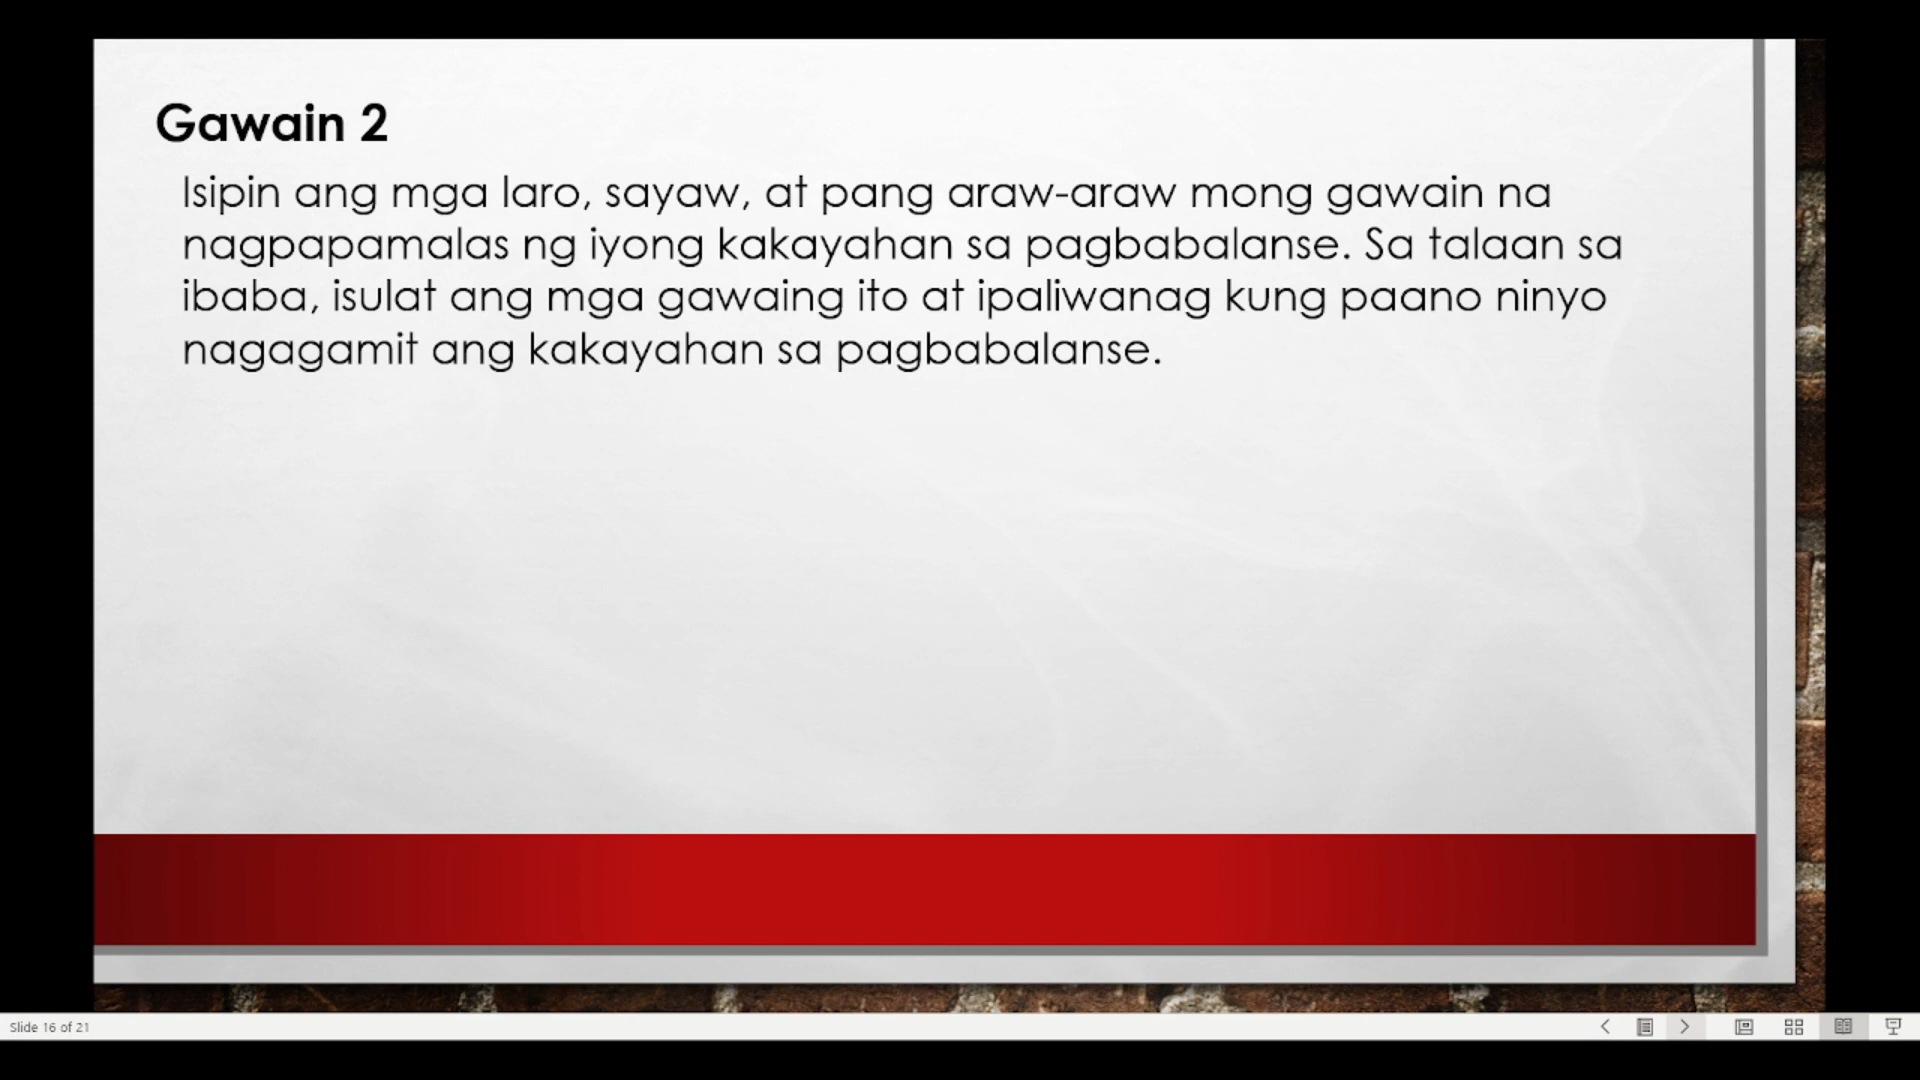 Gawain 2
Isipin ang mga laro, sayaw, at pang araw-araw mong gawain na
nagpapamalas ng iyong kakayahan sa pagbabalanse. Sa talaan sa
ibaba, isulat ang mga gawaing ito at ipaliwanag kung paano ninyo
nagagamit ang kakayahan sa pagbabalanse.
Slide 16 of 21